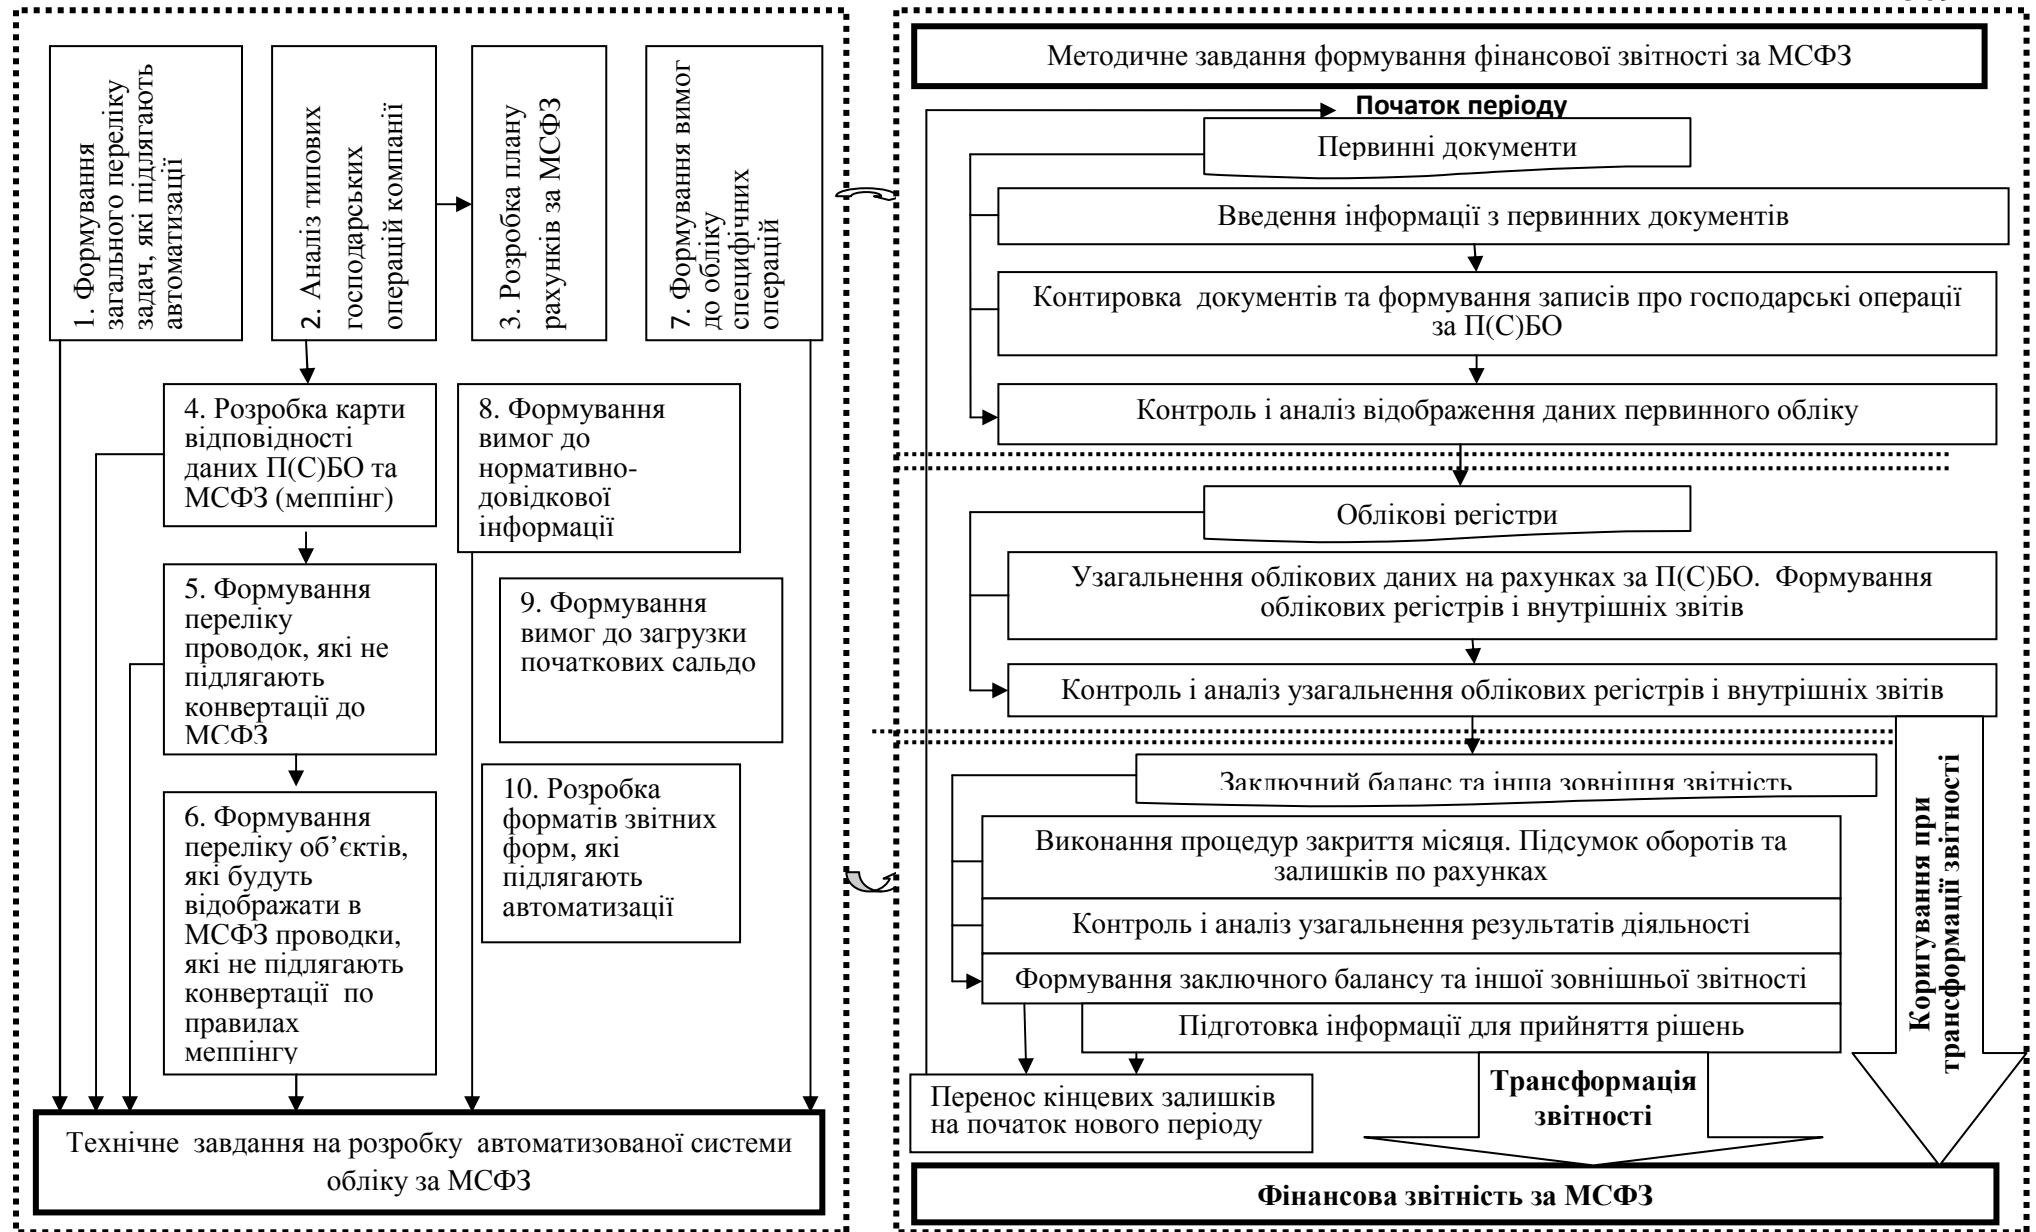 1. Формування
загального переліку
задач, які підлягають
автоматизації
2. Аналіз типових
господарських
операцій компанії
3. Розробка плану
рахунків за МСФЗ
7. Формування вимог
до обліку
специфічних
операцій
4. Розробка карти
відповідності
даних П(С)БО та
МСФЗ (меппінг)
8. Формування
вимог до
нормативно-
довідкової
інформації
5. Формування
переліку
проводок, які не
підлягають
конвертації до
МСФЗ
9. Формування
вимог до загрузки
початкових сальдо
6. Формування
переліку об’єктів,
які будуть
відображати в
МСФЗ проводки,
які не підлягають
конвертації по
правилах
меппінгу
10. Розробка
форматів звітних
форм, які
підлягають
автоматизації
Технічне завдання на розробку автоматизованої системи
обліку за МСФЗ
Методичне завдання формування фінансової звітності за МСФЗ
Початок періоду
Первинні документи
Введення інформації з первинних документів
Контировка документів та формування записів про господарські операції
за П(С)БО
Контроль і аналіз відображення даних первинного обліку
Облікові регістри
Узагальнення облікових даних на рахунках за П(С)БО. Формування
облікових регістрів і внутрішніх звітів
Контроль і аналіз узагальнення облікових регістрів і внутрішніх звітів
Заключний баланс та інша зовнішня звітність
Виконання процедур закриття місяця. Підсумок оборотів та
залишків по рахунках
Контроль і аналіз узагальнення результатів діяльності
Формування заключного балансу та іншої зовнішньої звітності
Підготовка інформації для прийняття рішень
Перенос кінцевих залишків
на початок нового періоду
Трансформація
звітності
Коригування при
трансформації звітності
Фінансова звітність за МСФЗ